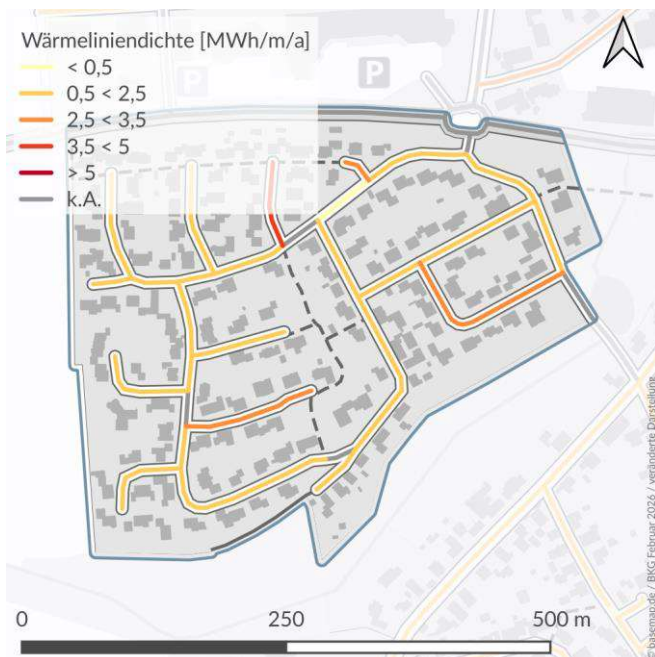 Wärmeliniendichte [MWh/m/a]
< 0,5
0,5 < 2,5
2,5 < 3,5
3,5 < 5
> 5
k.A.
P
P
0
250
500 m
© basemap.de / BKG Februar 2026 / veränderte Darstellung